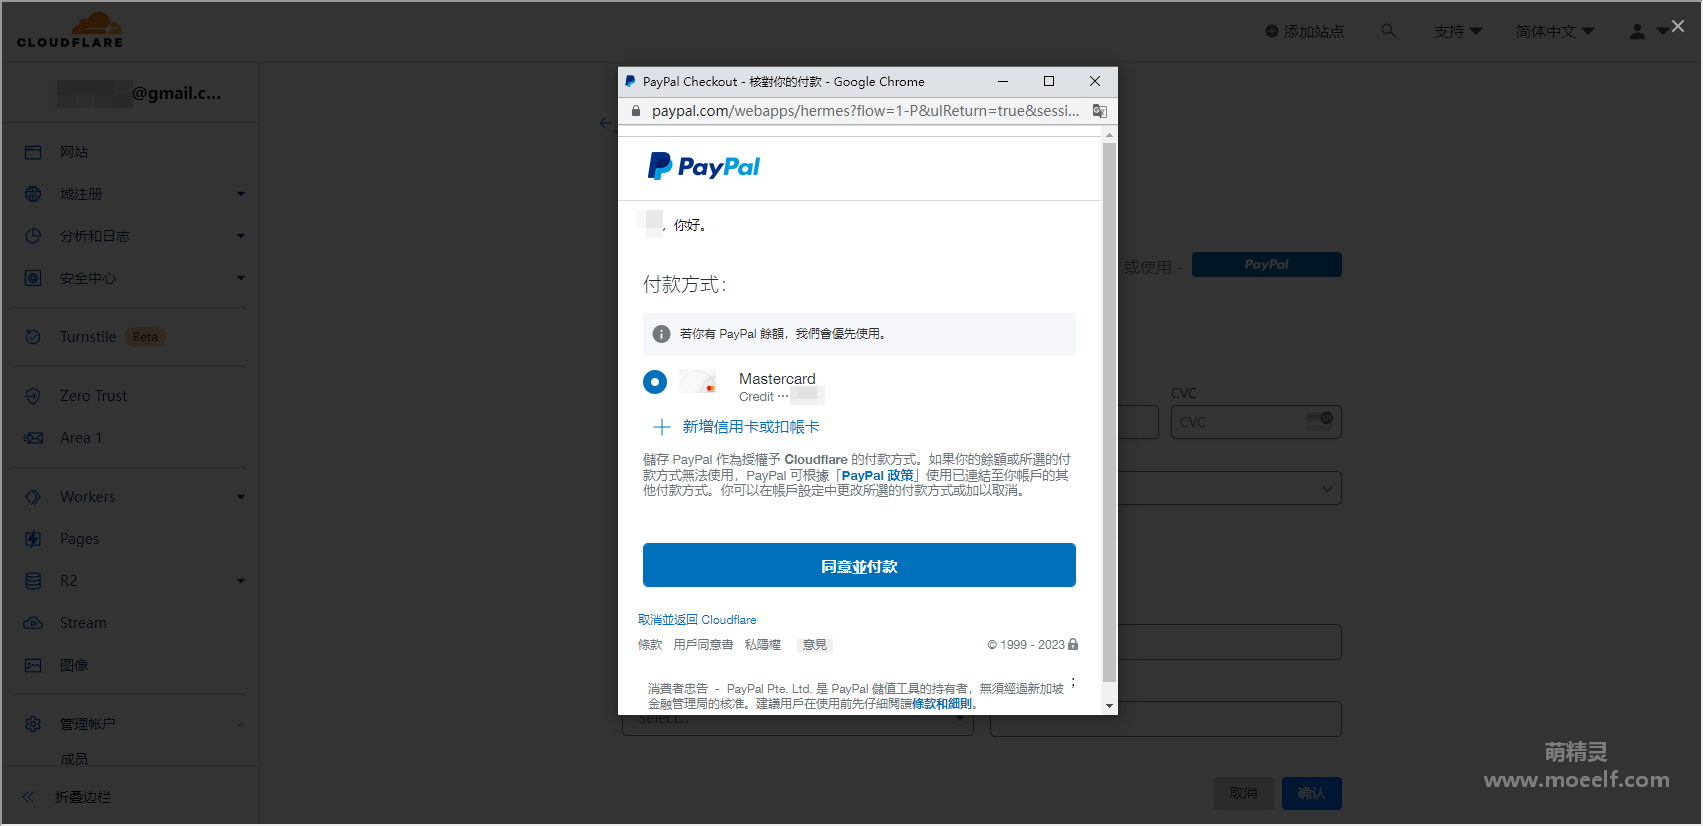 CLOUDFLARE
添加站点
支持
简体中文
@gmail.c...
网站
域注册
分析和日志
安全中心
Turnstile Beta
Zero Trust
Area 1
Workers
Pages
R2
Stream
图像
管理帐户
成员
折叠边栏
PayPal Checkout - 核對你的付款 - Google Chrome
paypal.com/webapps/hermes?flow=1-P&ulReturn=true&sessi...
PayPal
，你好。
付款方式：
若你有 PayPal 餘額，我們會優先使用。
Mastercard
Credit ···
新增信用卡或扣帳卡
儲存 PayPal 作為授權予 Cloudflare 的付款方式。如果你的餘額或所選的付
款方式無法使用，PayPal 可根據「PayPal 政策」使用已連結至你帳戶的其
他付款方式。你可以在帳戶設定中更改所選的付款方式或加以取消。
同意並付款
取消並返回 Cloudflare
條款 用戶同意書 私隱權 意見
© 1999 - 2023
消費者忠告 - PayPal Pte. Ltd. 是 PayPal 儲值工具的持有者，無須經過新加坡
金融管理局的核准。建議用戶在使用前先仔細閱讀條款和細則。
;
或使用 -
PayPal
CVC
CVC
Select...
取消
确认
萌精灵
www.moeelf.com